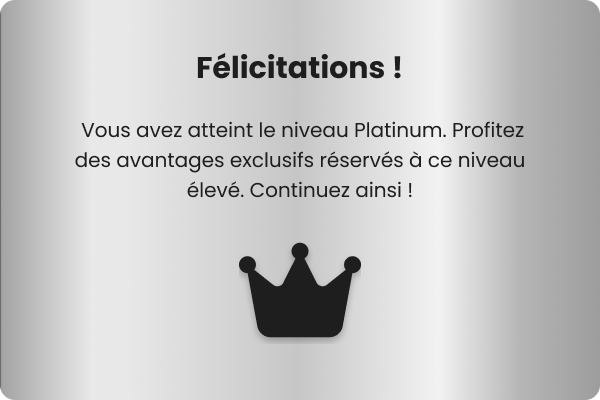 Félicitations !
Vous avez atteint le niveau Platinum. Profitez
des avantages exclusifs réservés à ce niveau
élevé. Continuez ainsi !